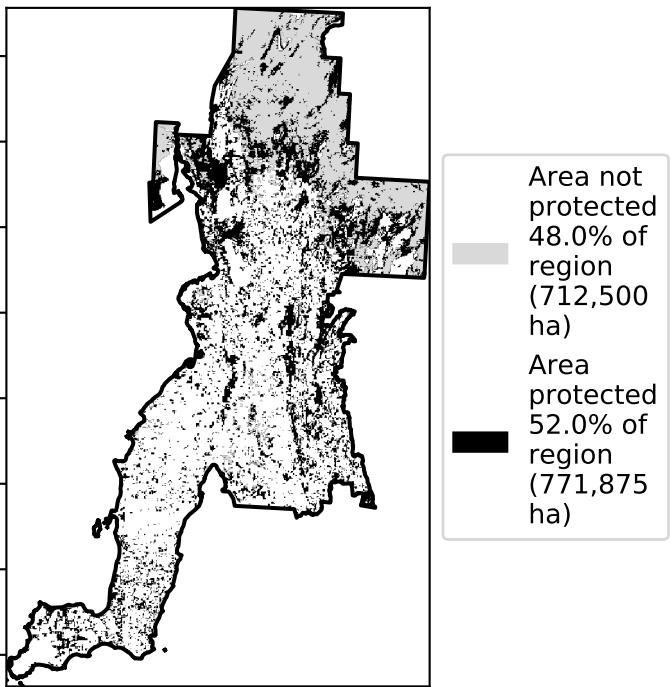 Area not
protected
48.0% of
region
(712,500
ha)
Area
protected
52.0% of
region
(771,875
ha)